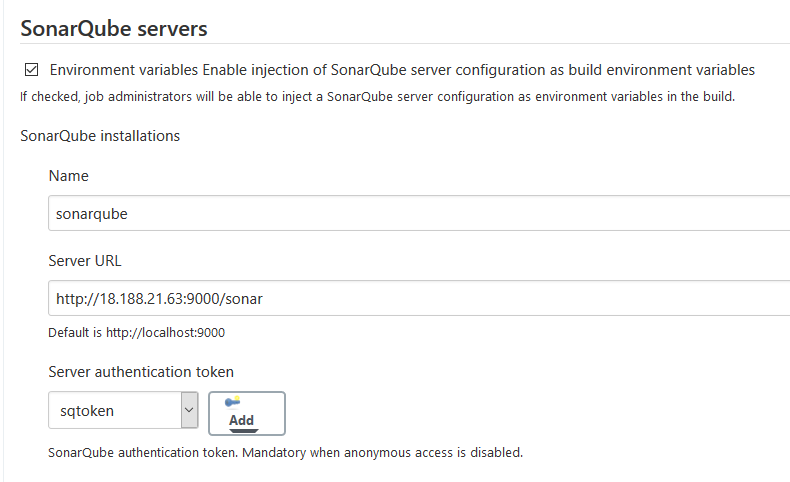 SonarQube servers
Environment variables Enable injection of SonarQube server configuration as build environment variables
If checked, job administrators will be able to inject a SonarQube server configuration as environment variables in the build.
SonarQube installations
Name
sonarqube
Server URL
http://18.188.21.63:9000/sonar
Default is http://localhost:9000
Server authentication token
sqtoken
Add
SonarQube authentication token. Mandatory when anonymous access is disabled.